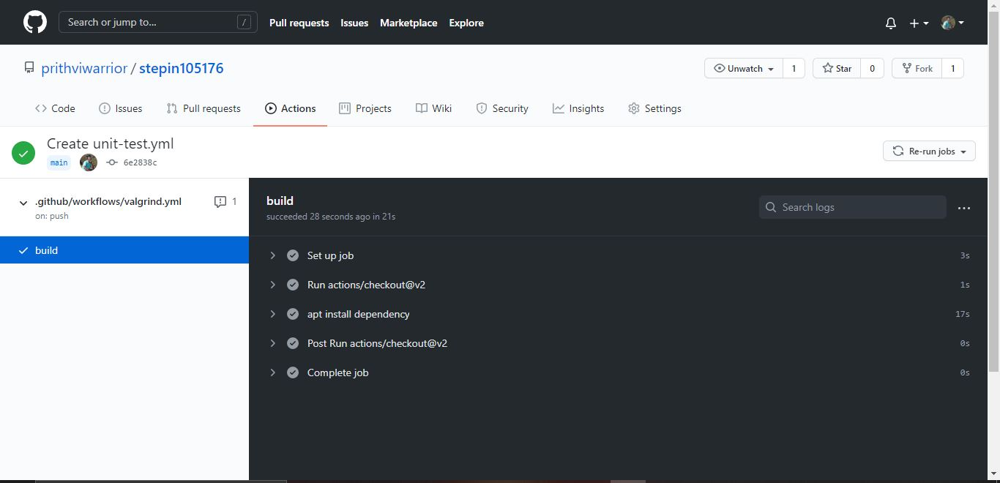 Search or jump to... / Pull requests Issues Marketplace Explore
prithviwarrior / stepin105176 Unwatch 1 Star 0 Fork 1
Code Issues Pull requests Actions Projects Wiki Security Insights Settings
Create unit-test.yml
main 6e2838c Re-run jobs
.github/workflows/valgrind.yml 1
on: push
build
build
succeeded 28 seconds ago in 21s
Search logs
Set up job 3s
Run actions/checkout@v2 1s
apt install dependency 17s
Post Run actions/checkout@v2 0s
Complete job 0s